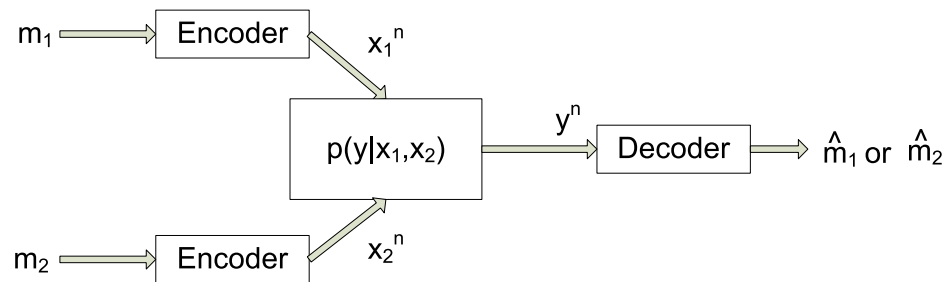 m₁
Encoder
x₁ⁿ
p(y|x₁,x₂)
yⁿ
Decoder
m̂₁ or m̂₂
m₂
Encoder
x₂ⁿ